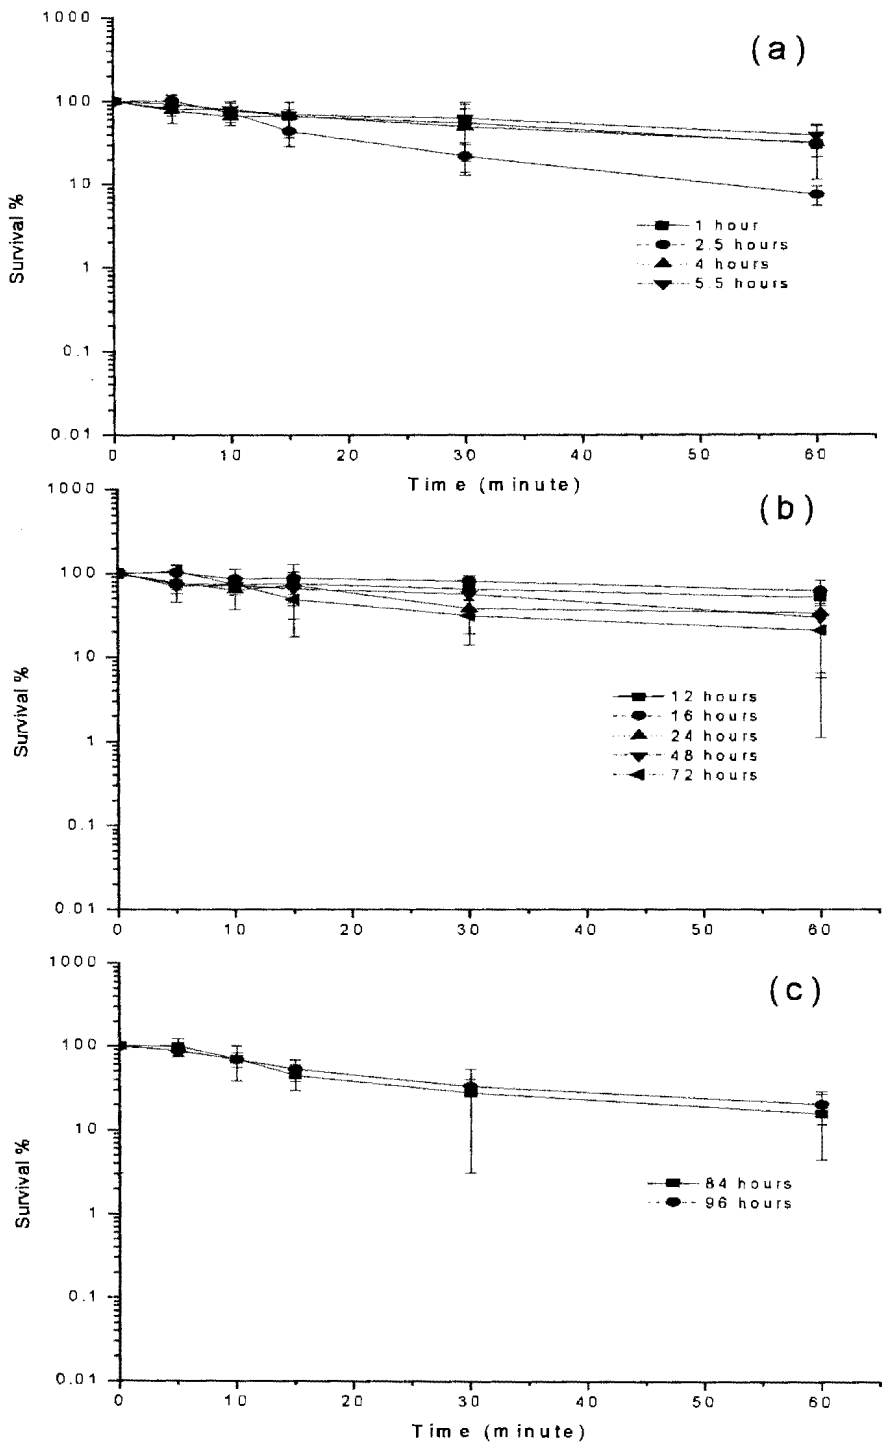 (a)
1000
100
10
1
0.1
0.01
Survival %
1 hour
2.5 hours
4 hours
5.5 hours
0 10 20 30 40 50 60
Time (minute)
(b)
1000
100
10
1
0.1
0.01
Survival %
12 hours
16 hours
24 hours
48 hours
72 hours
0 10 20 30 40 50 60
(c)
1000
100
10
1
0.1
0.01
Survival %
84 hours
96 hours
0 10 20 30 40 50 60
Time (minute)